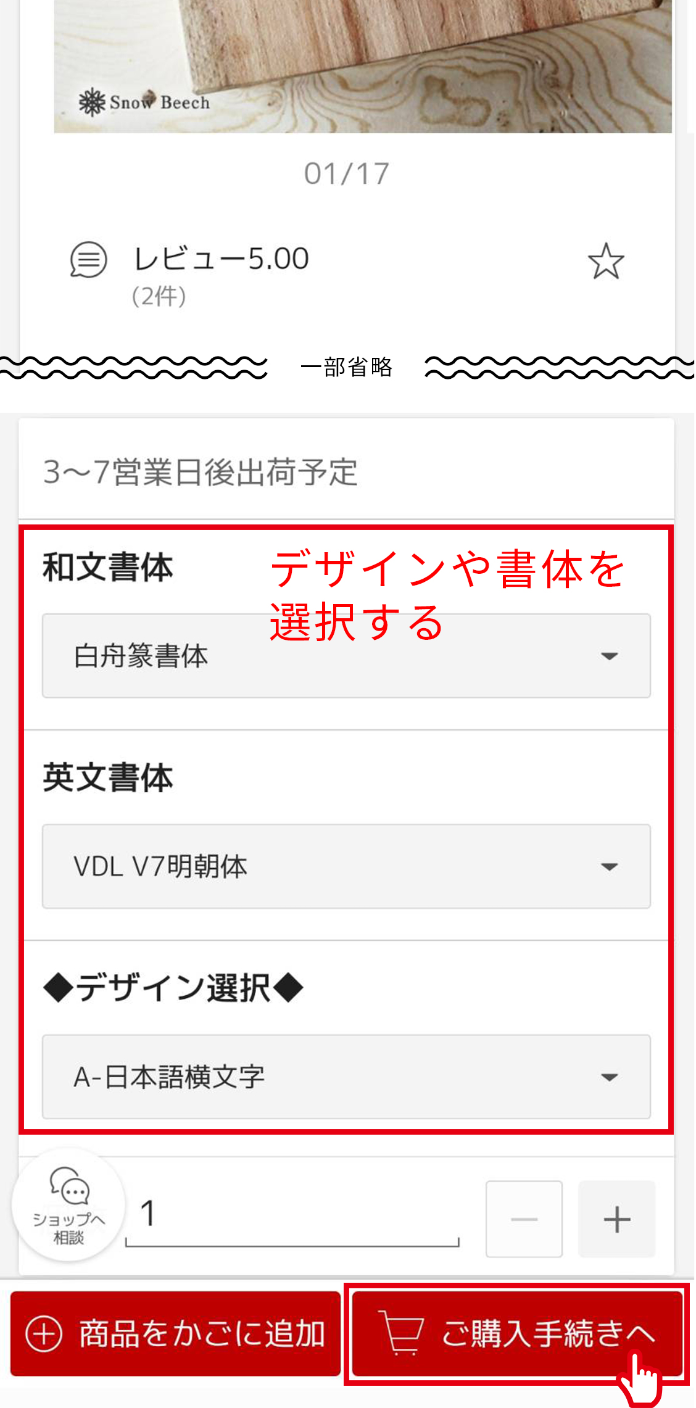 Snow Beech
01/17
レビュー5.00
(2件)
一部省略
3〜7営業日後出荷予定
和文書体
デザインや書体を
選択する
白舟篆書体
英文書体
VDL V7明朝体
◆デザイン選択◆
A-日本語横文字
ショップへ
相談
1
商品をかごに追加
ご購入手続きへ